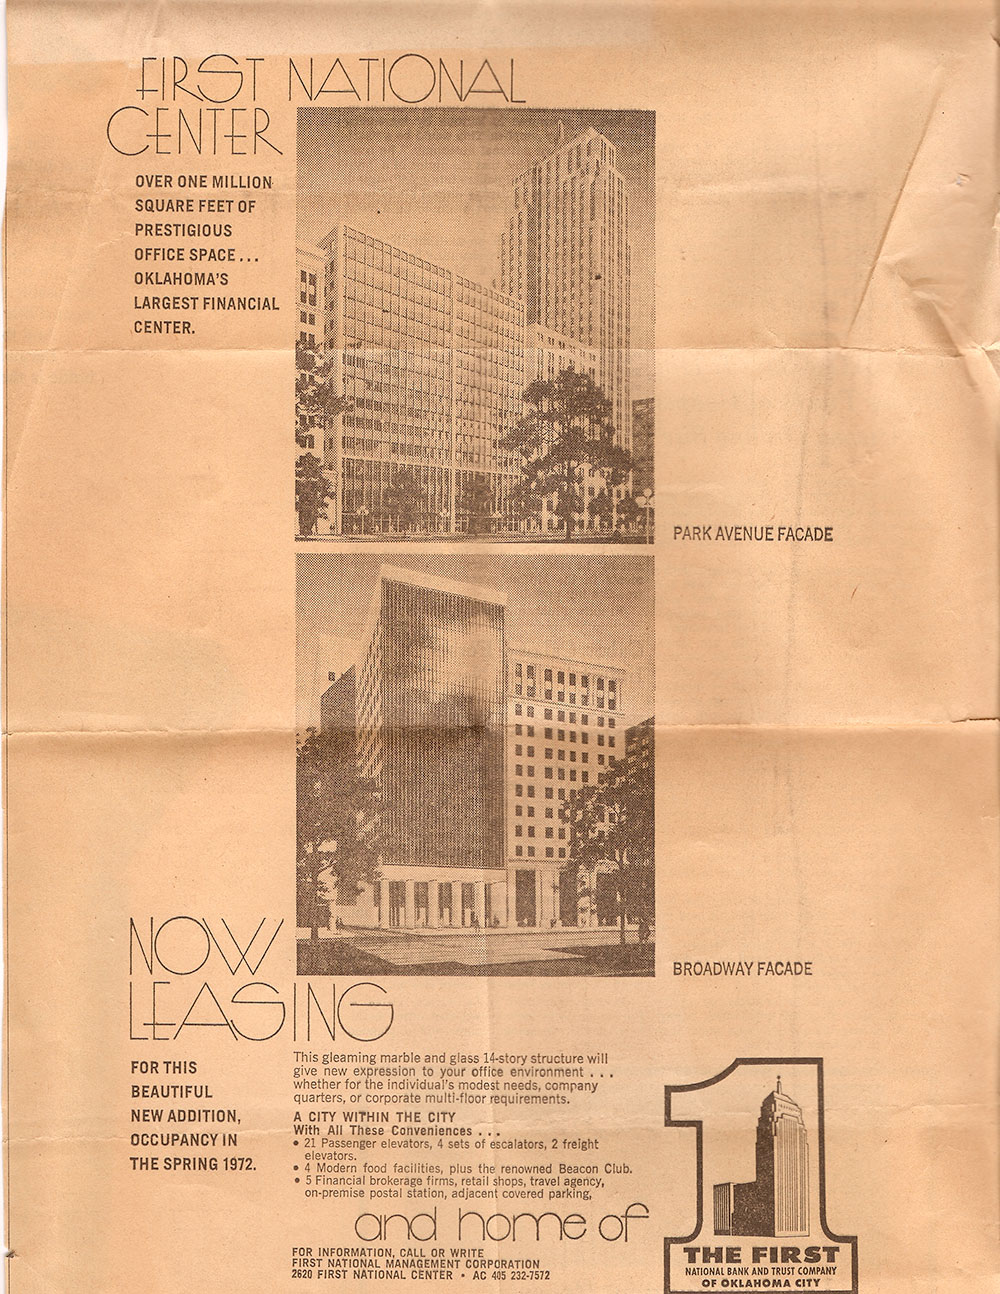 FIRST NATIONAL
CENTER
OVER ONE MILLION
SQUARE FEET OF
PRESTIGIOUS
OFFICE SPACE...
OKLAHOMA'S
LARGEST FINANCIAL
CENTER.
PARK AVENUE FACADE
BROADWAY FACADE
NOW
LEASING
FOR THIS
BEAUTIFUL
NEW ADDITION,
OCCUPANCY IN
THE SPRING 1972.
This gleaming marble and glass 14-story structure will
give new expression to your office environment . . .
whether for the individual's modest needs, company
quarters, or corporate multi-floor requirements.
A CITY WITHIN THE CITY
With All These Conveniences . . .
• 21 Passenger elevators, 4 sets of escalators, 2 freight
elevators.
• 4 Modern food facilities, plus the renowned Beacon Club.
• 5 Financial brokerage firms, retail shops, travel agency,
on-premise postal station, adjacent covered parking,
and home of
FOR INFORMATION, CALL OR WRITE
FIRST NATIONAL MANAGEMENT CORPORATION
2620 FIRST NATIONAL CENTER • AC 405 232-7572
1
THE FIRST
NATIONAL BANK AND TRUST COMPANY
OF OKLAHOMA CITY